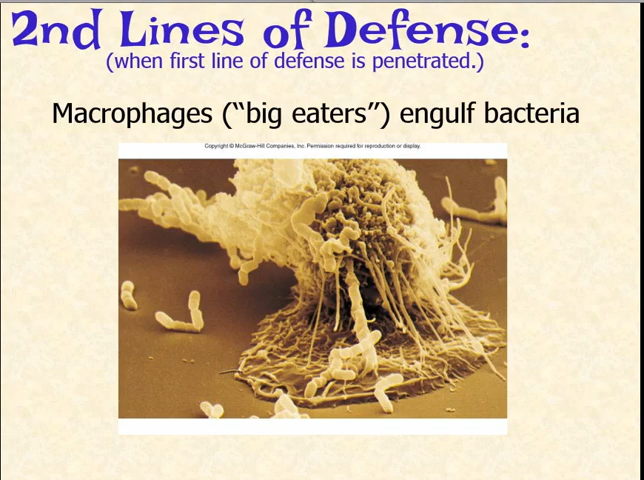 2nd Lines of Defense:
(when first line of defense is penetrated.)
Macrophages (“big eaters”) engulf bacteria
Copyright © McGraw-Hill Companies, Inc. Permission required for reproduction or display.